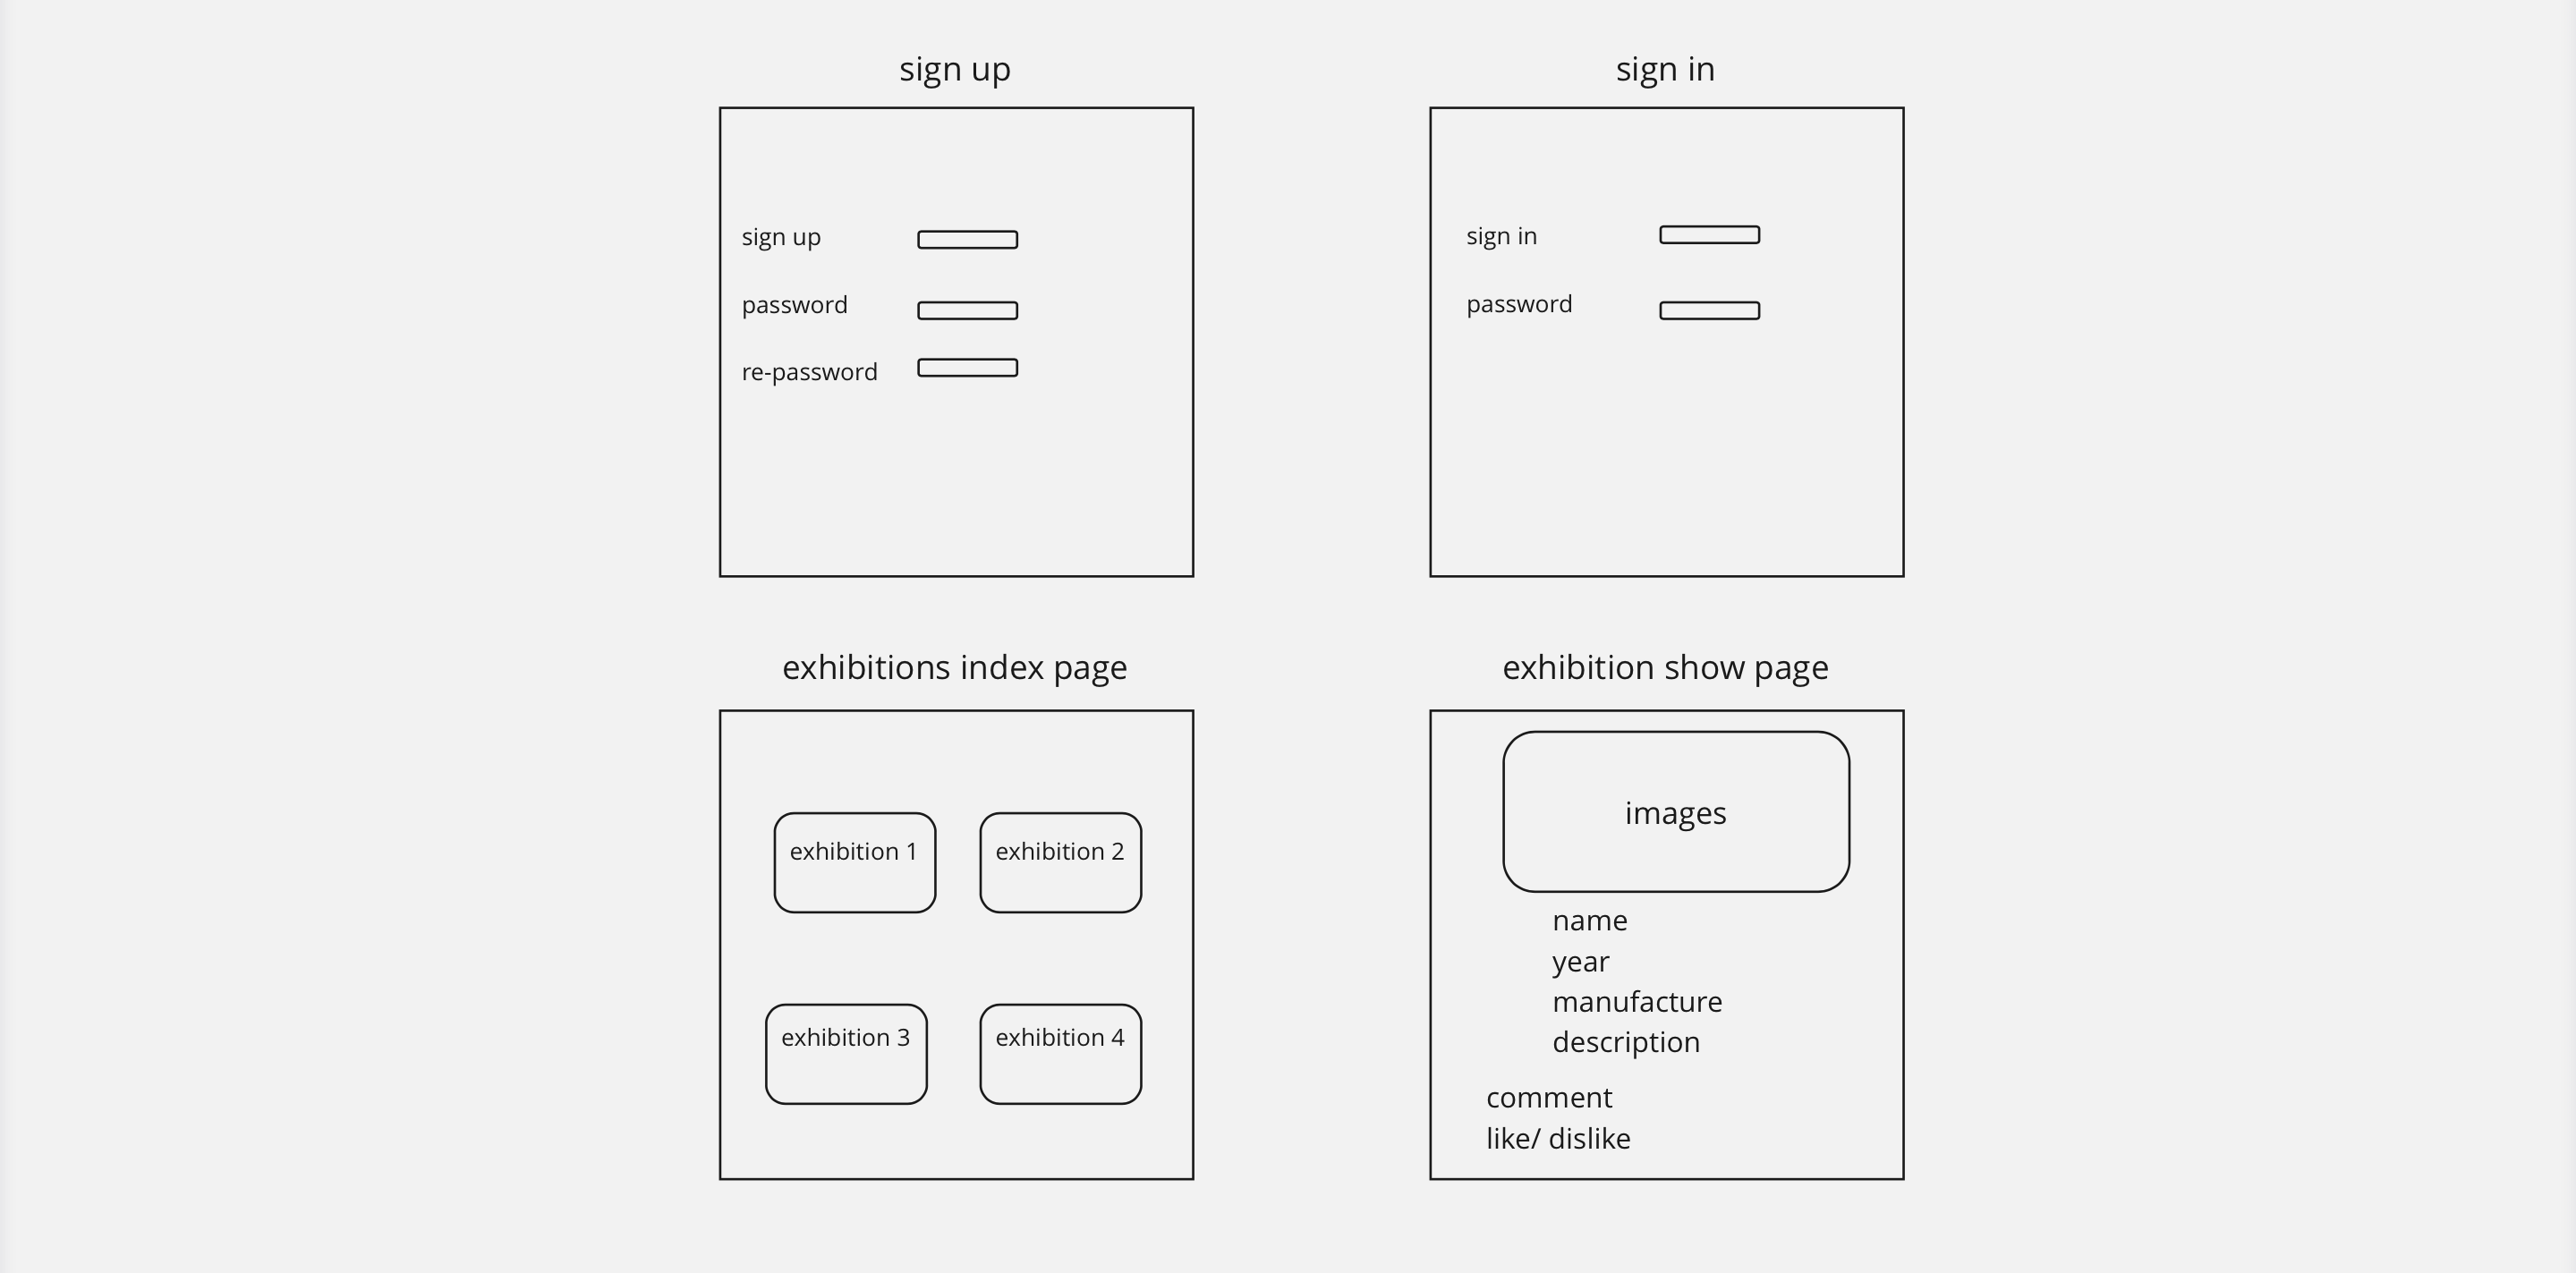 sign up
sign up
password
re-password
sign in
sign in
password
exhibitions index page
exhibition 1
exhibition 2
exhibition 3
exhibition 4
exhibition show page
images
name
year
manufacture
description
comment
like/ dislike